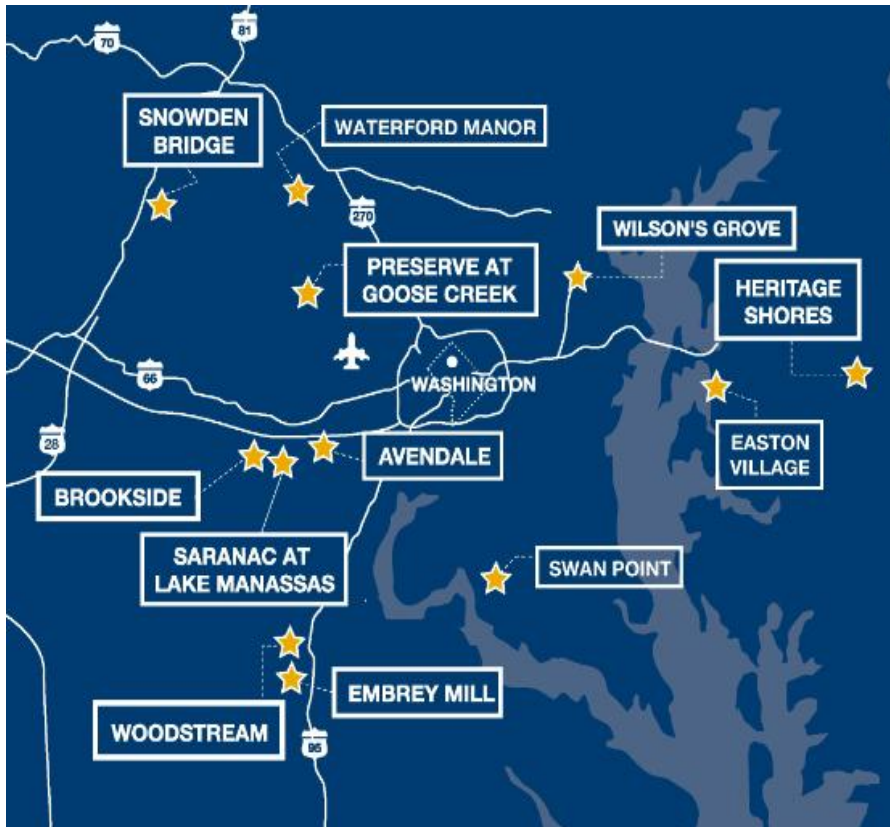 70
81
SNOWDEN
BRIDGE
WATERFORD MANOR
270
WILSON'S GROVE
PRESERVE AT
GOOSE CREEK
HERITAGE
SHORES
66
WASHINGTON
28
AVENDALE
EASTON
VILLAGE
BROOKSIDE
SARANAC AT
LAKE MANASSAS
SWAN POINT
EMBREY MILL
WOODSTREAM
95